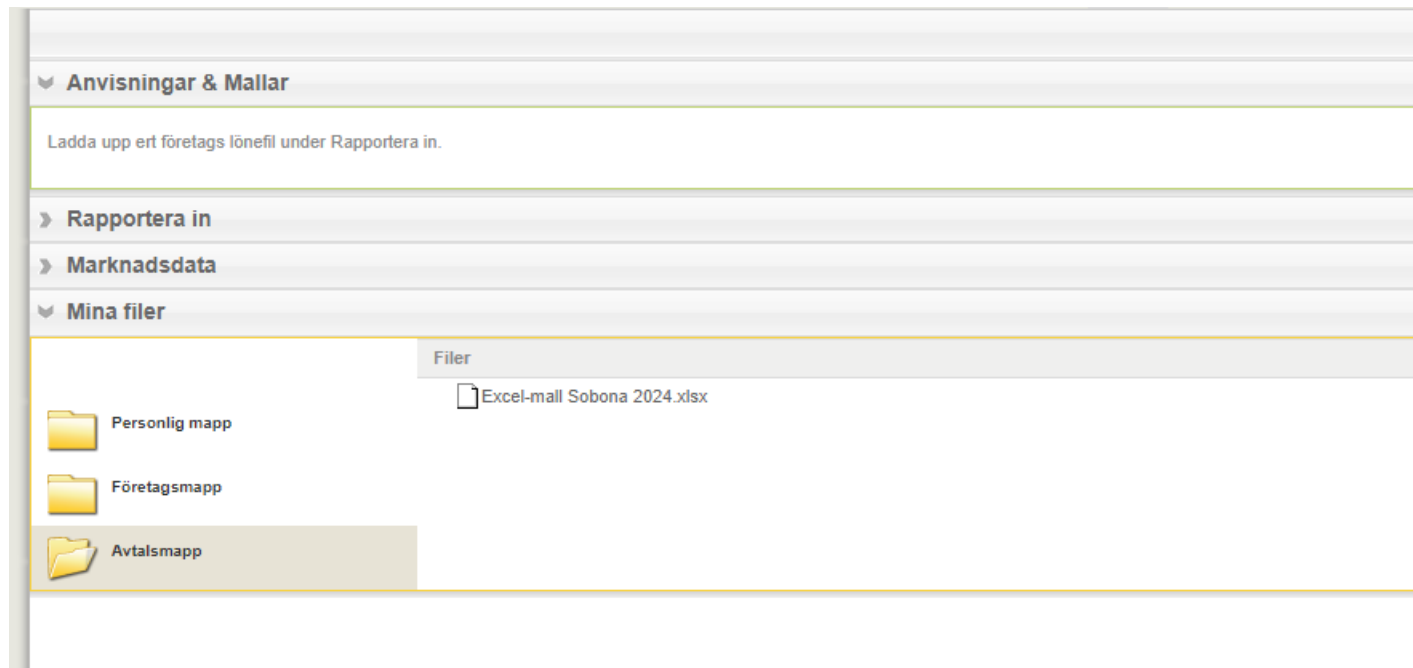 Anvisningar & Mallar
Ladda upp ert företags lönefil under Rapportera in.
Rapportera in
Marknadsdata
Mina filer
Filer
Excel-mall Sobona 2024.xlsx
Personlig mapp
Företagsmapp
Avtalsmapp